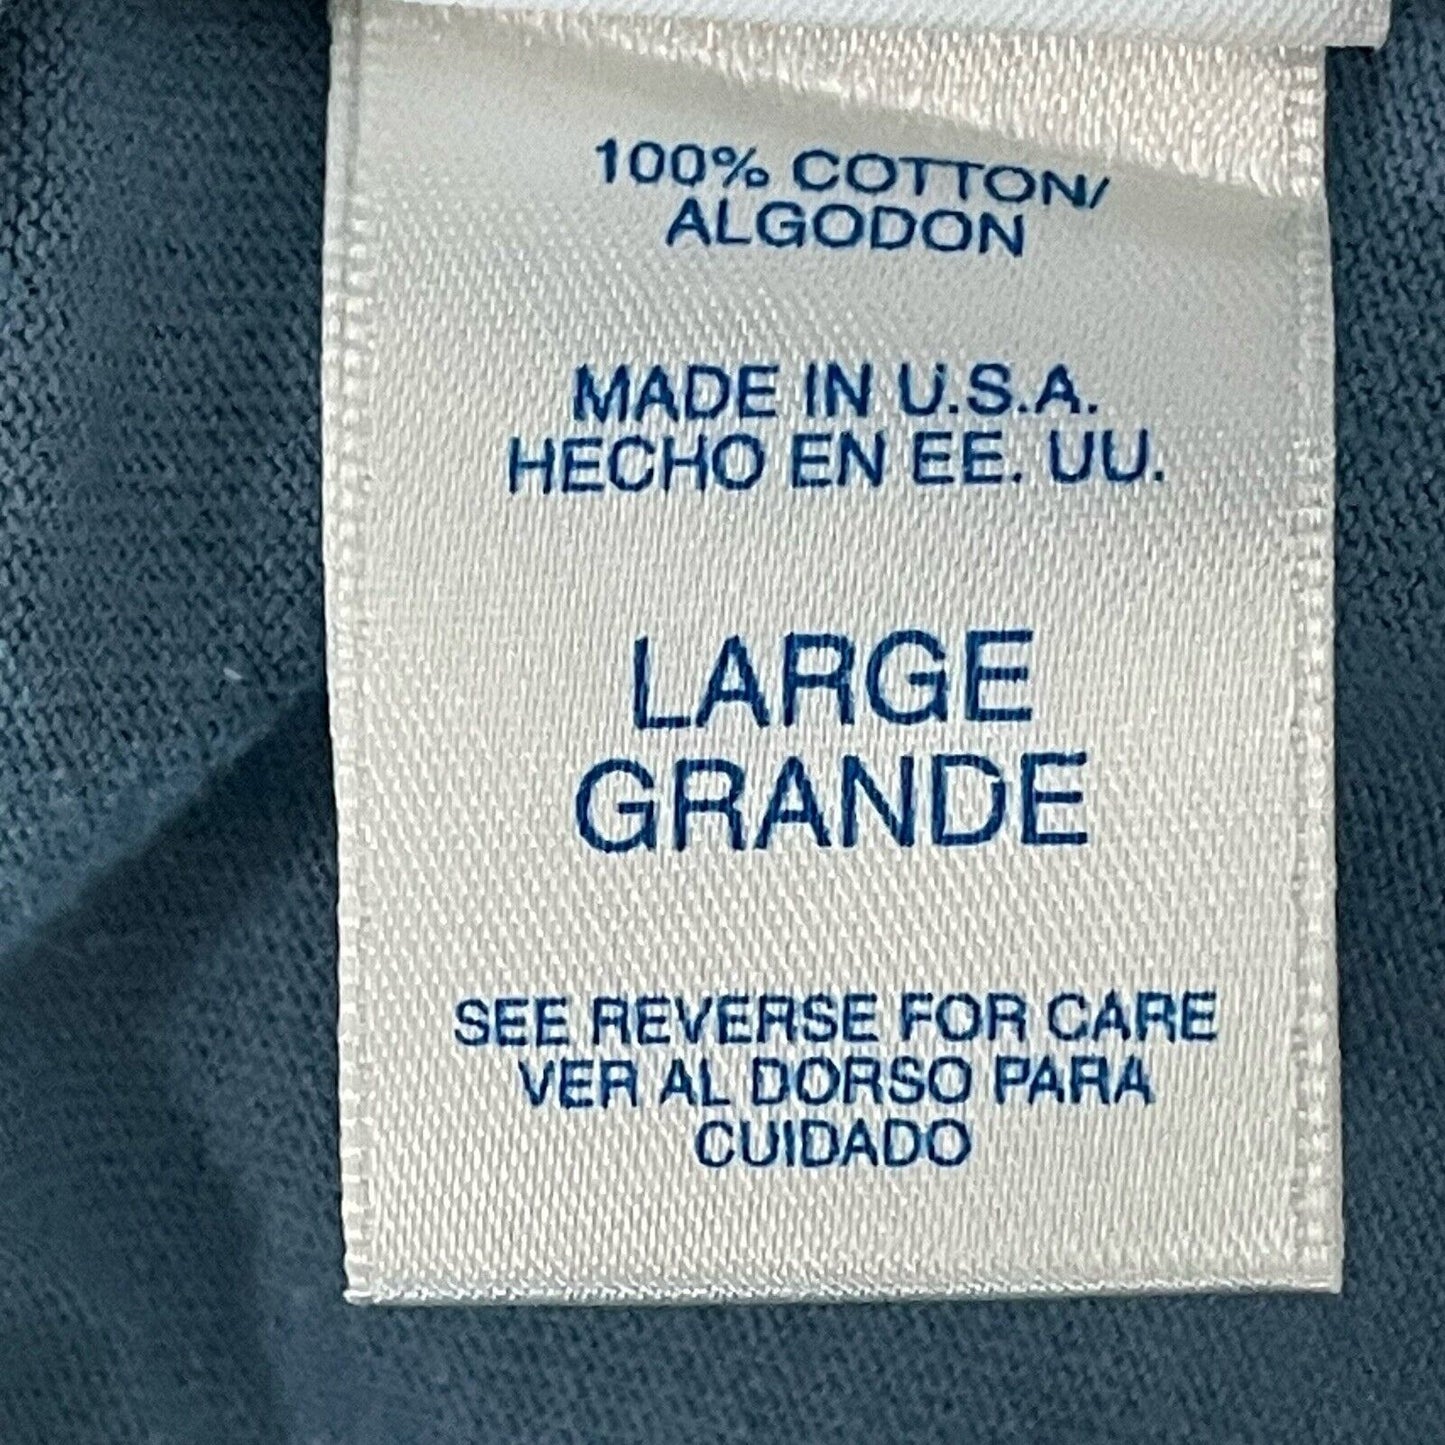 100% COTTON/
ALGODON
MADE IN U.S.A.
HECHO EN EE. UU.
LARGE
GRANDE
SEE REVERSE FOR CARE
VER AL DORSO PARA
CUIDADO